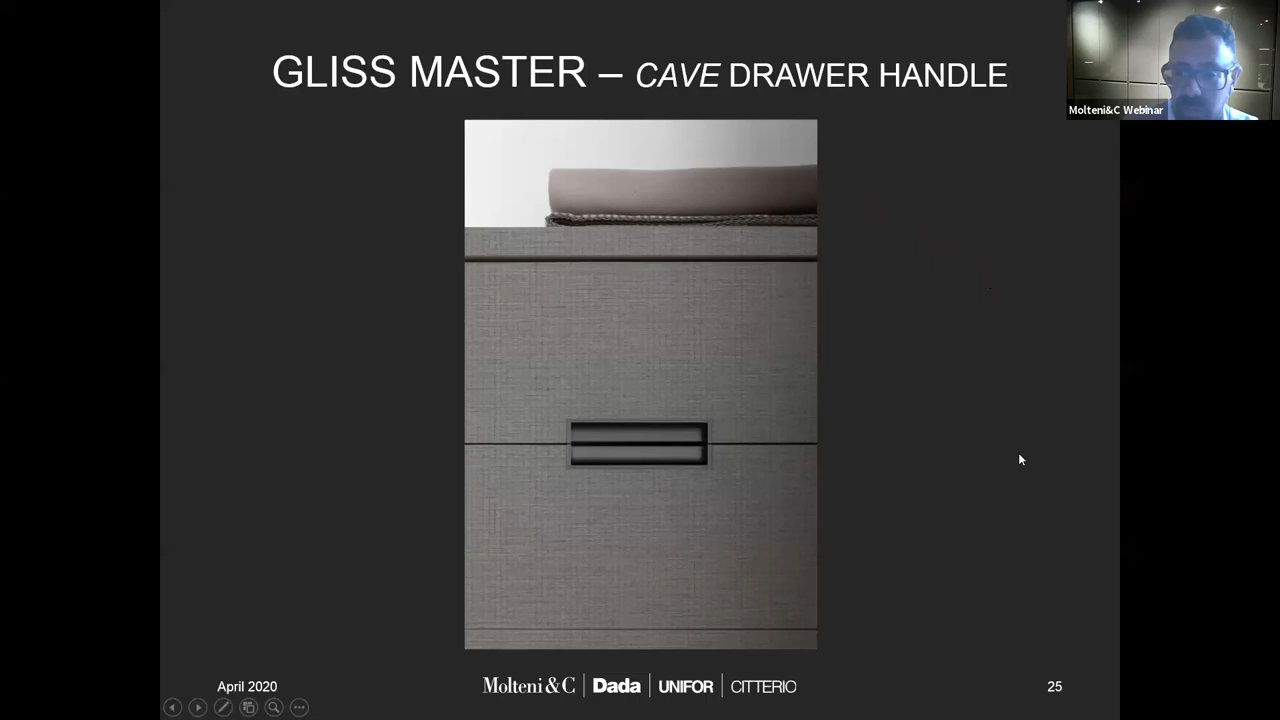 GLISS MASTER – CAVE DRAWER HANDLE
Molteni&C Webinar
April 2020
Molteni&C | Dada | UNIFOR | CITTERIO
25